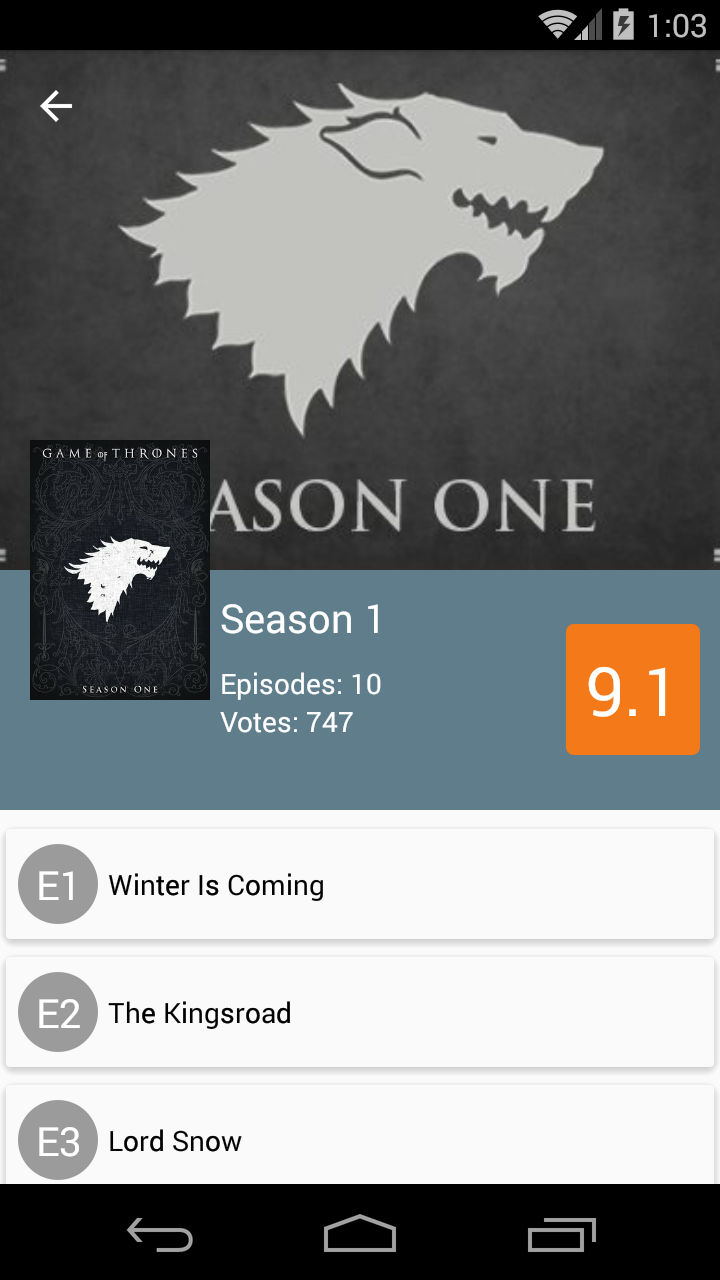 1:03
ASON ONE
GAME OF THRONES
SEASON ONE
Season 1
Episodes: 10
Votes: 747
9.1
E1 Winter Is Coming
E2 The Kingsroad
E3 Lord Snow